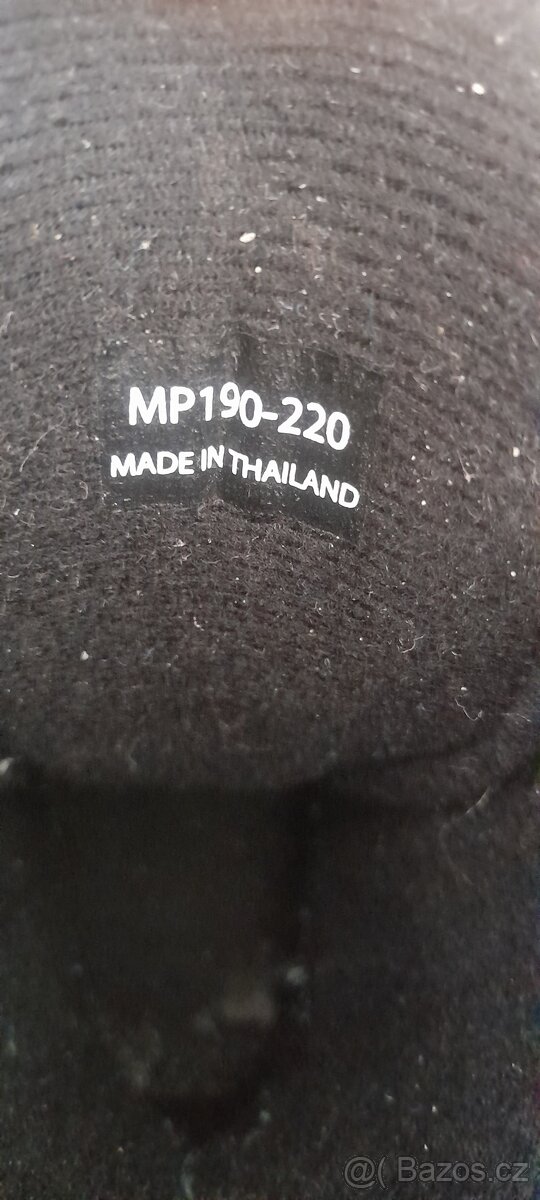 MP190-220
MADE IN THAILAND
@( Bazos.cz